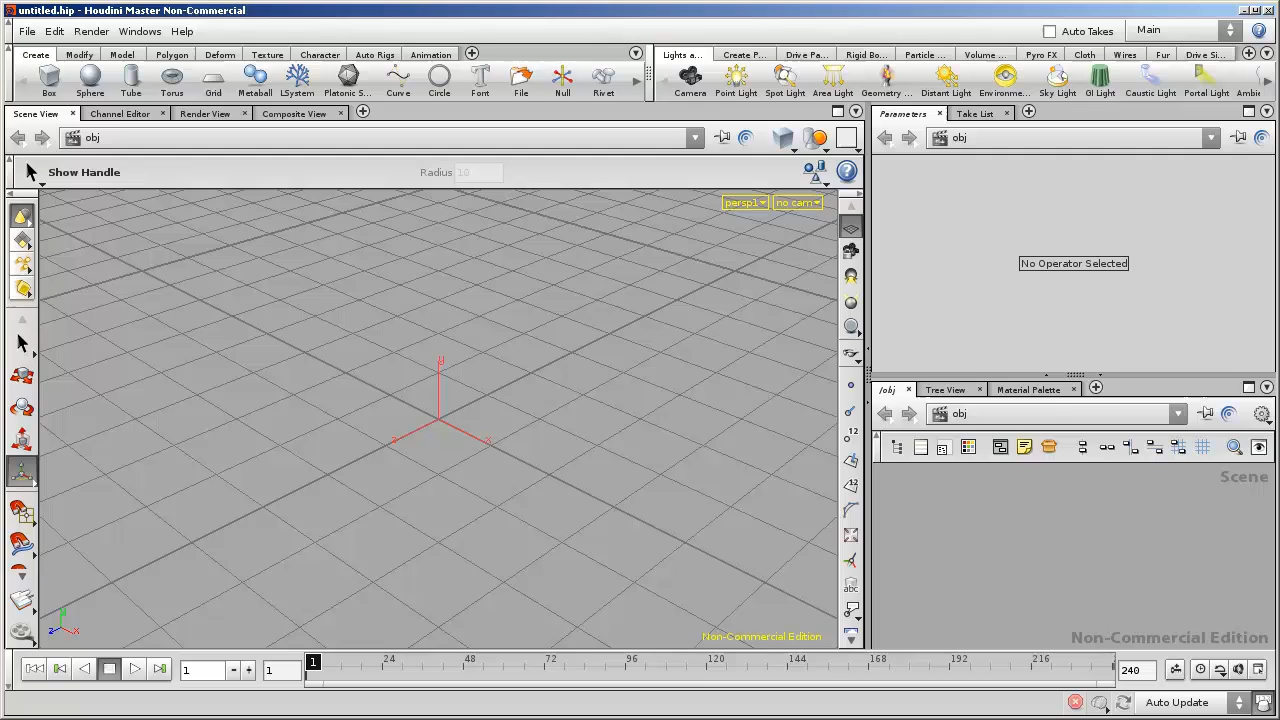 untitled.hip - Houdini Master Non-Commercial
File Edit Render Windows Help
Auto Takes Main
Create Modify Model Polygon Deform Texture Character Auto Rigs Animation
Lights a... Create P... Drive Pa... Rigid Bo... Particle ... Volume ... Pyro FX Cloth Wires Fur Drive Si...
Box Sphere Tube Torus Grid Metaball LSystem Platonic S... Curve Circle Font File Null Rivet
Camera Point Light Spot Light Area Light Geometry ... Distant Light Environme... Sky Light GI Light Caustic Light Portal Light Ambi
Scene View Channel Editor Render View Composite View
Parameters Take List
obj
obj
Show Handle Radius 10
persp1 no cam
No Operator Selected
y
z x
/obj Tree View Material Palette
obj
Scene
12
12
abc
y
z x
Non-Commercial Edition
Non-Commercial Edition
1 1 1 24 48 72 96 120 144 168 192 216 240
Auto Update